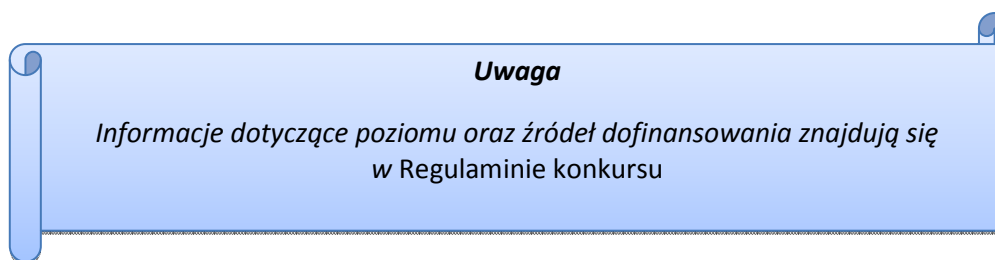 Uwaga
Informacje dotyczące poziomu oraz źródeł dofinansowania znajdują się
w Regulaminie konkursu